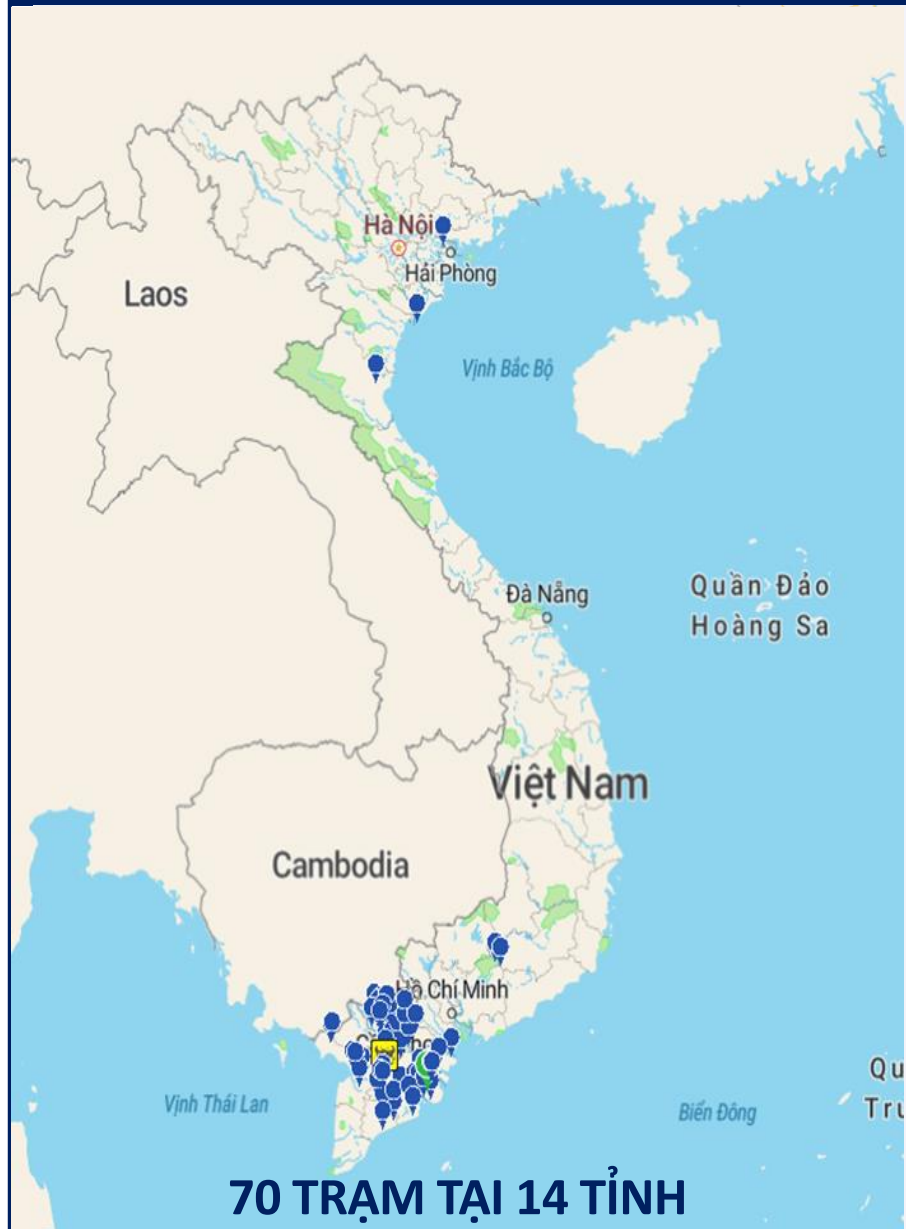 Hà Nội
Hải Phòng
Laos
Vịnh Bắc Bộ
Đà Nẵng
Quần Đảo
Hoàng Sa
Việt Nam
Cambodia
Hồ Chí Minh
Vịnh Thái Lan
Biển Đông
70 TRẠM TẠI 14 TỈNH